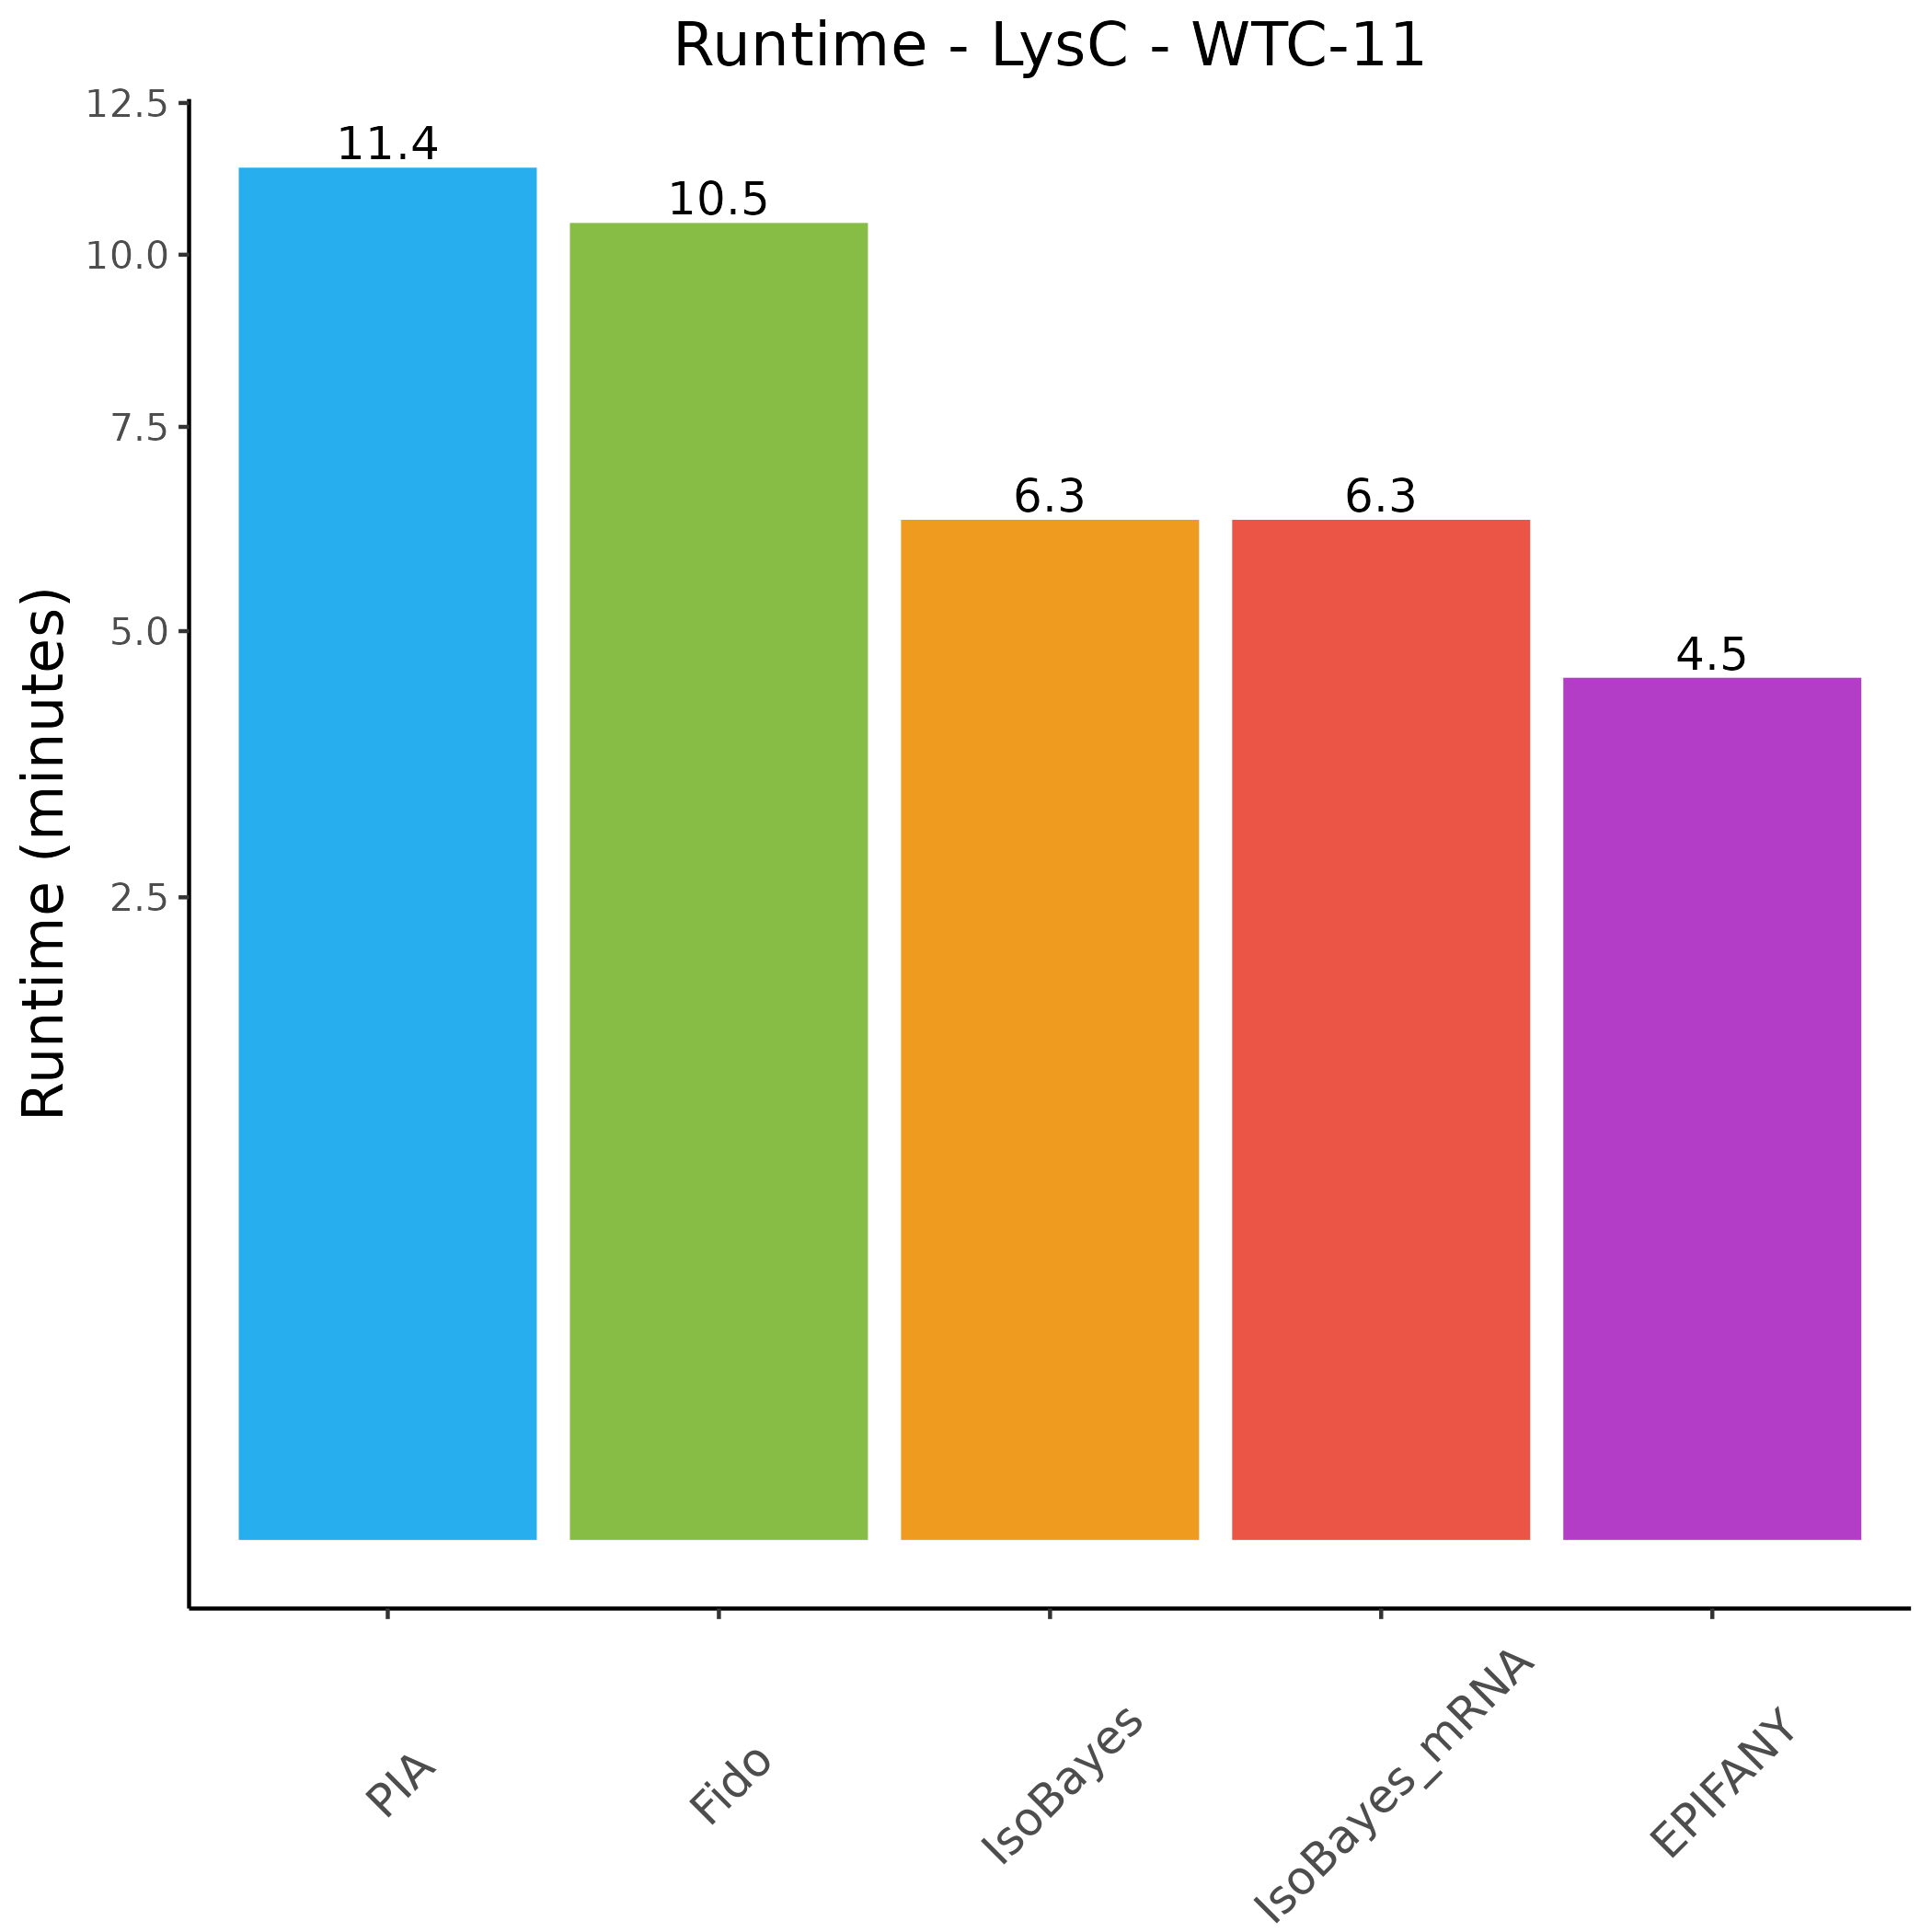 Runtime - LysC - WTC-11
Runtime (minutes)
12.5
10.0
7.5
5.0
2.5
11.4
10.5
6.3
6.3
4.5
PIA
Fido
IsoBayes
IsoBayes_mRNA
EPIFANY